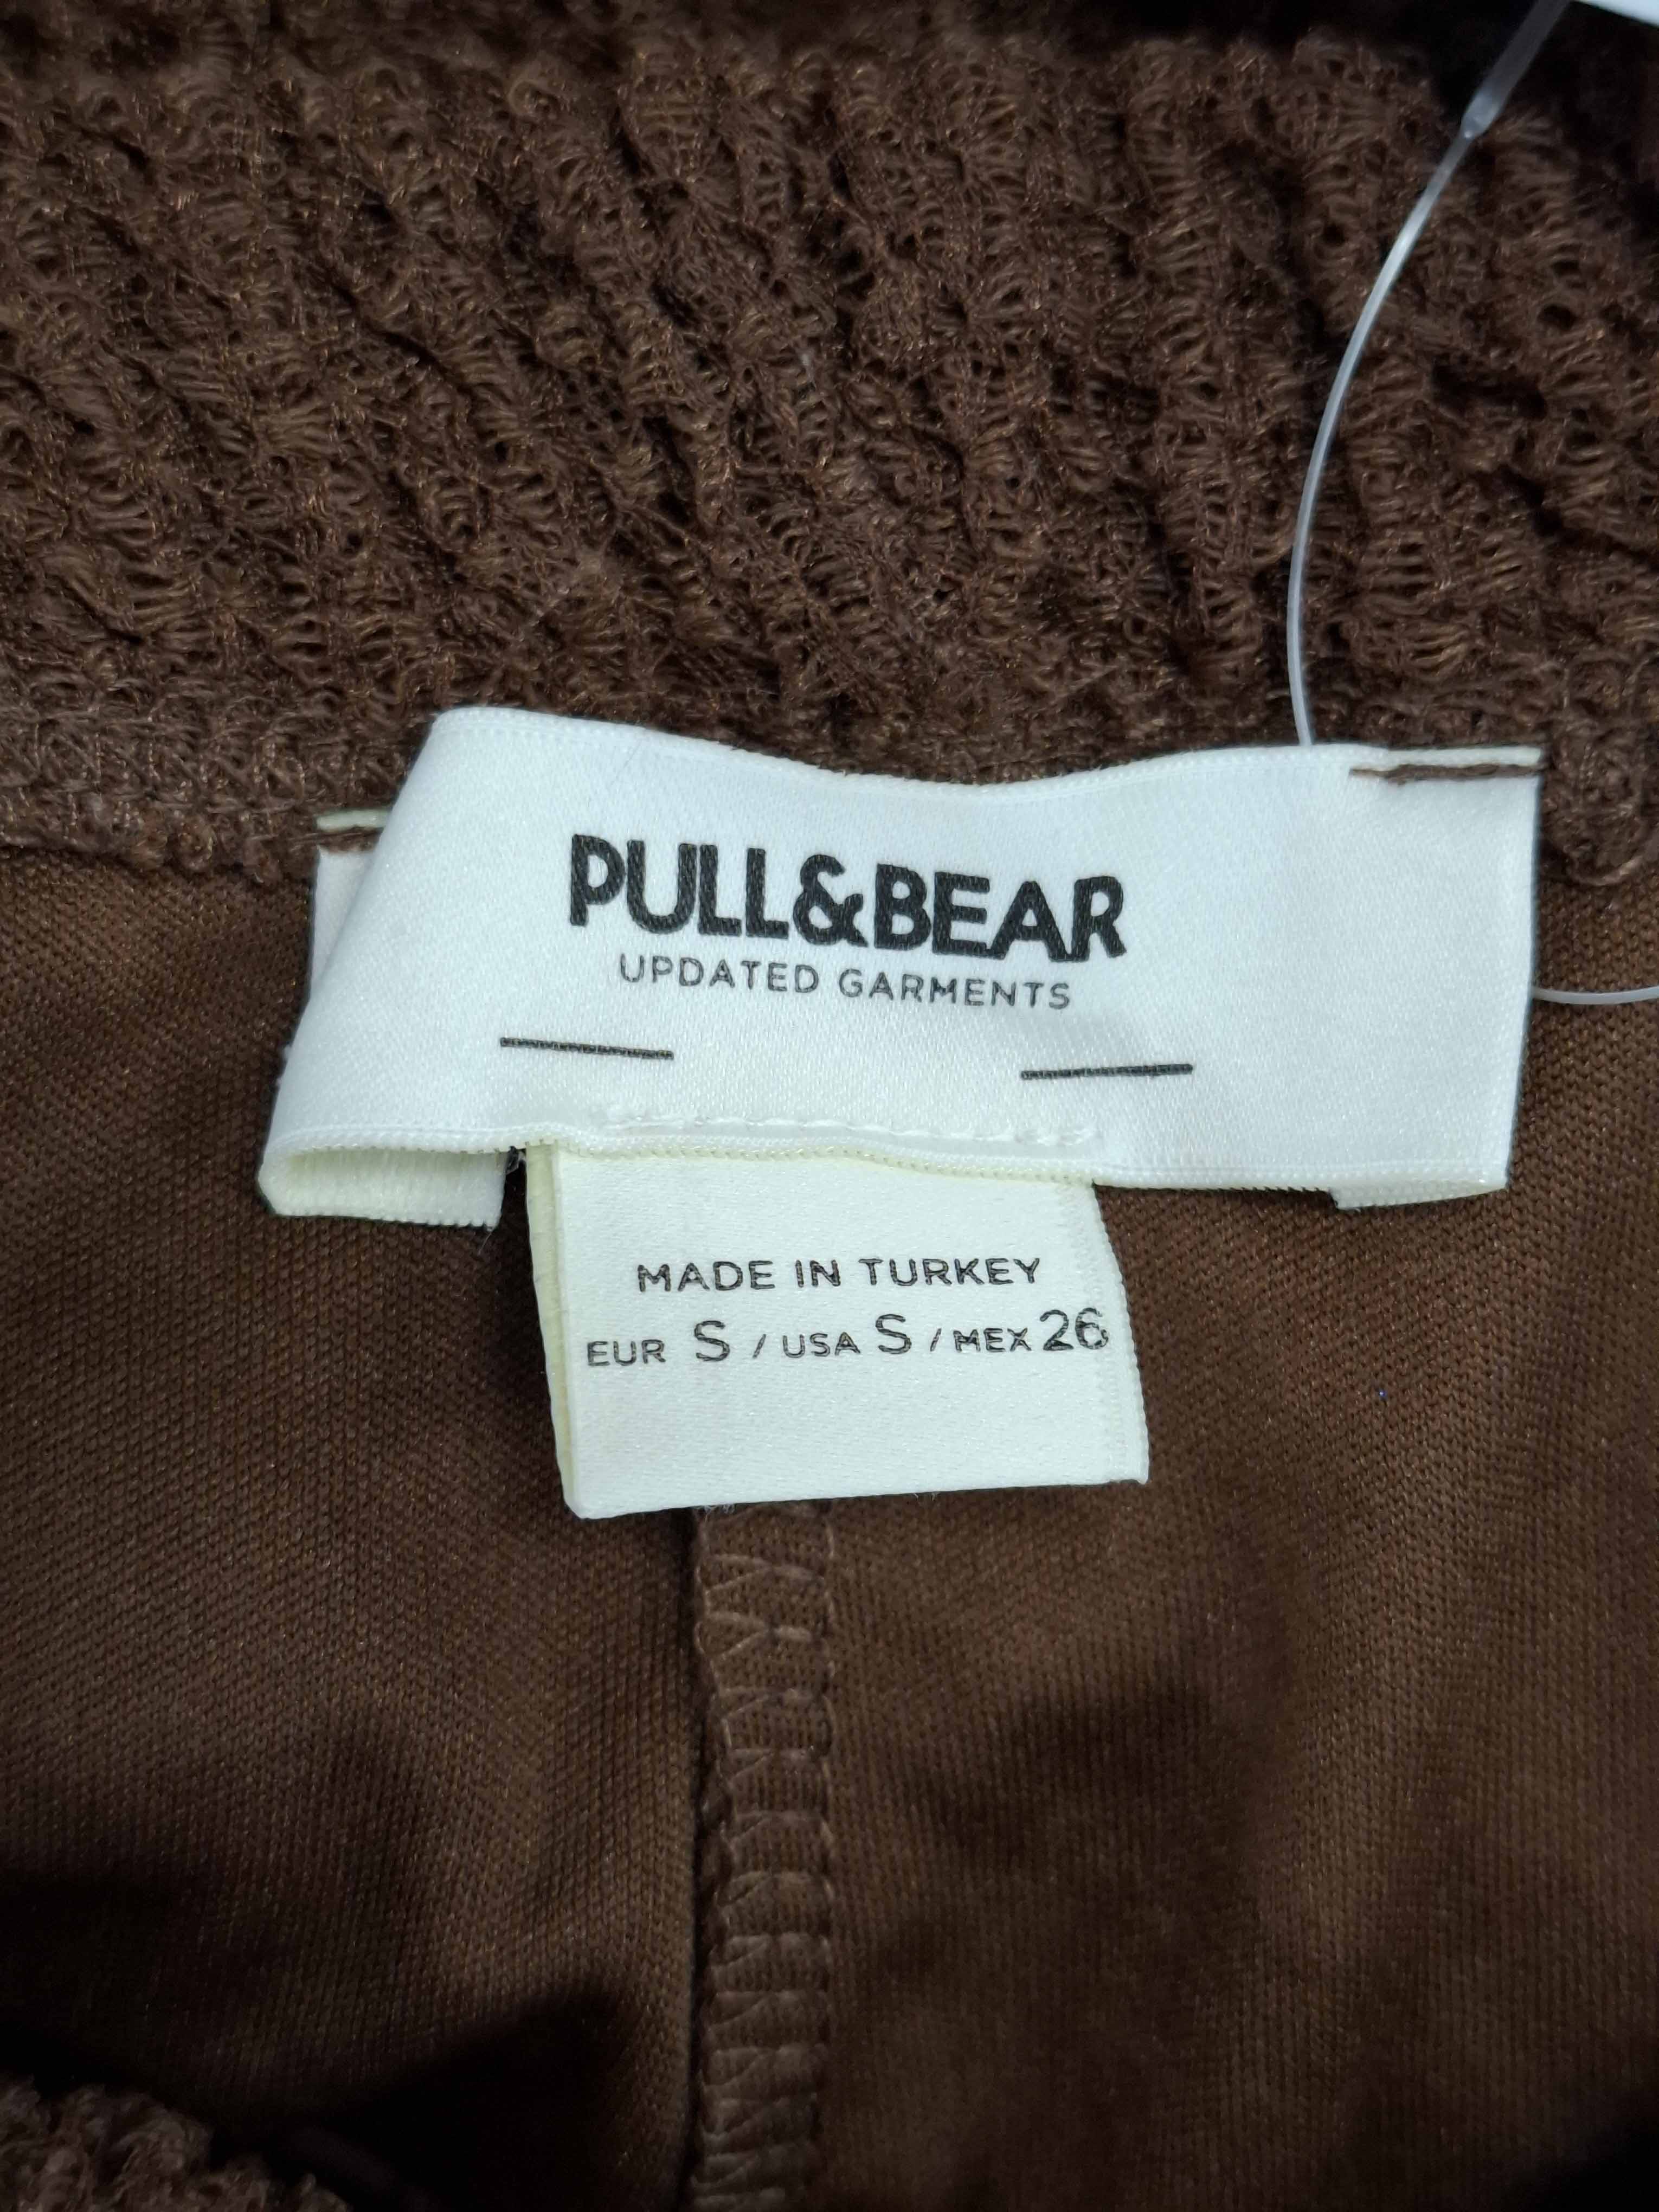 PULL&BEAR
UPDATED GARMENTS
MADE IN TURKEY
EUR S / USA S / MEX 26